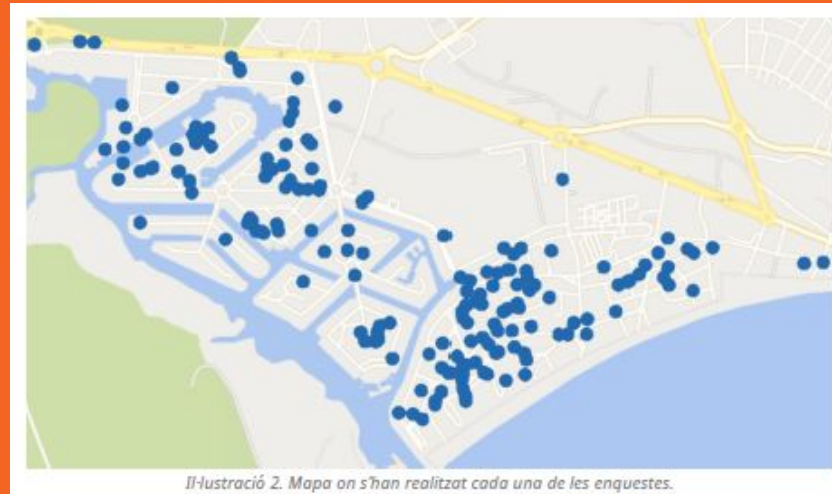 Il·lustració 2. Mapa on s'han realitzat cada una de les enquestes.